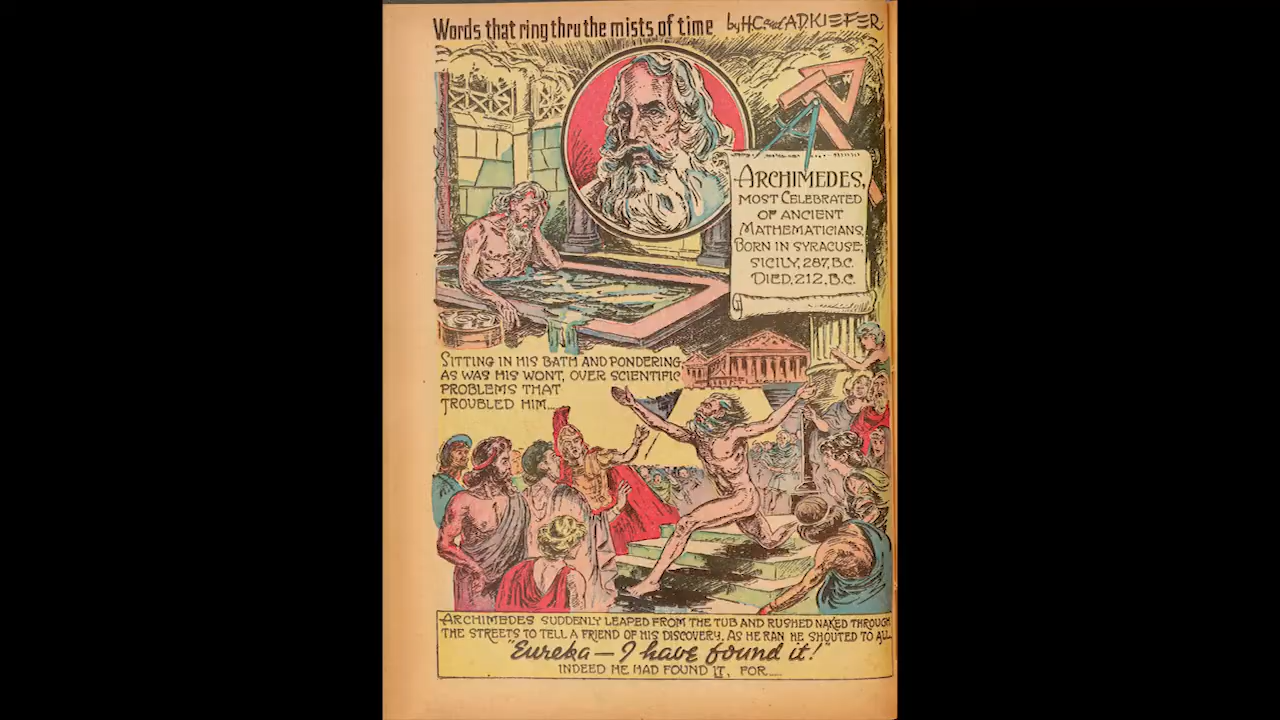 Words that ring thru the mists of time
by H.C. and A.D. KIEFER
ARCHIMEDES,
MOST CELEBRATED
OF ANCIENT
MATHEMATICIANS.
BORN IN SYRACUSE,
SICILY, 287, B.C.
DIED, 212, B.C.
SITTING IN HIS BATH AND PONDERING,
AS WAS HIS WONT, OVER SCIENTIFIC
PROBLEMS THAT
TROUBLED HIM...
ARCHIMEDES SUDDENLY LEAPED FROM THE TUB AND RUSHED NAKED THROUGH
THE STREETS TO TELL A FRIEND OF HIS DISCOVERY. AS HE RAN HE SHOUTED TO ALL
"Eureka — I have found it!"
INDEED HE HAD FOUND IT, FOR....